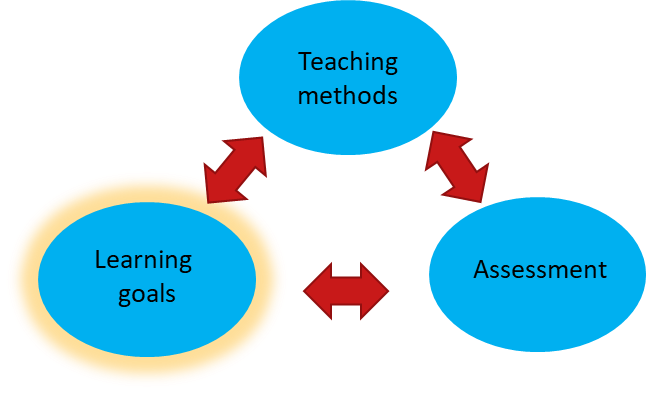 Teaching
methods
Learning
goals
Assessment